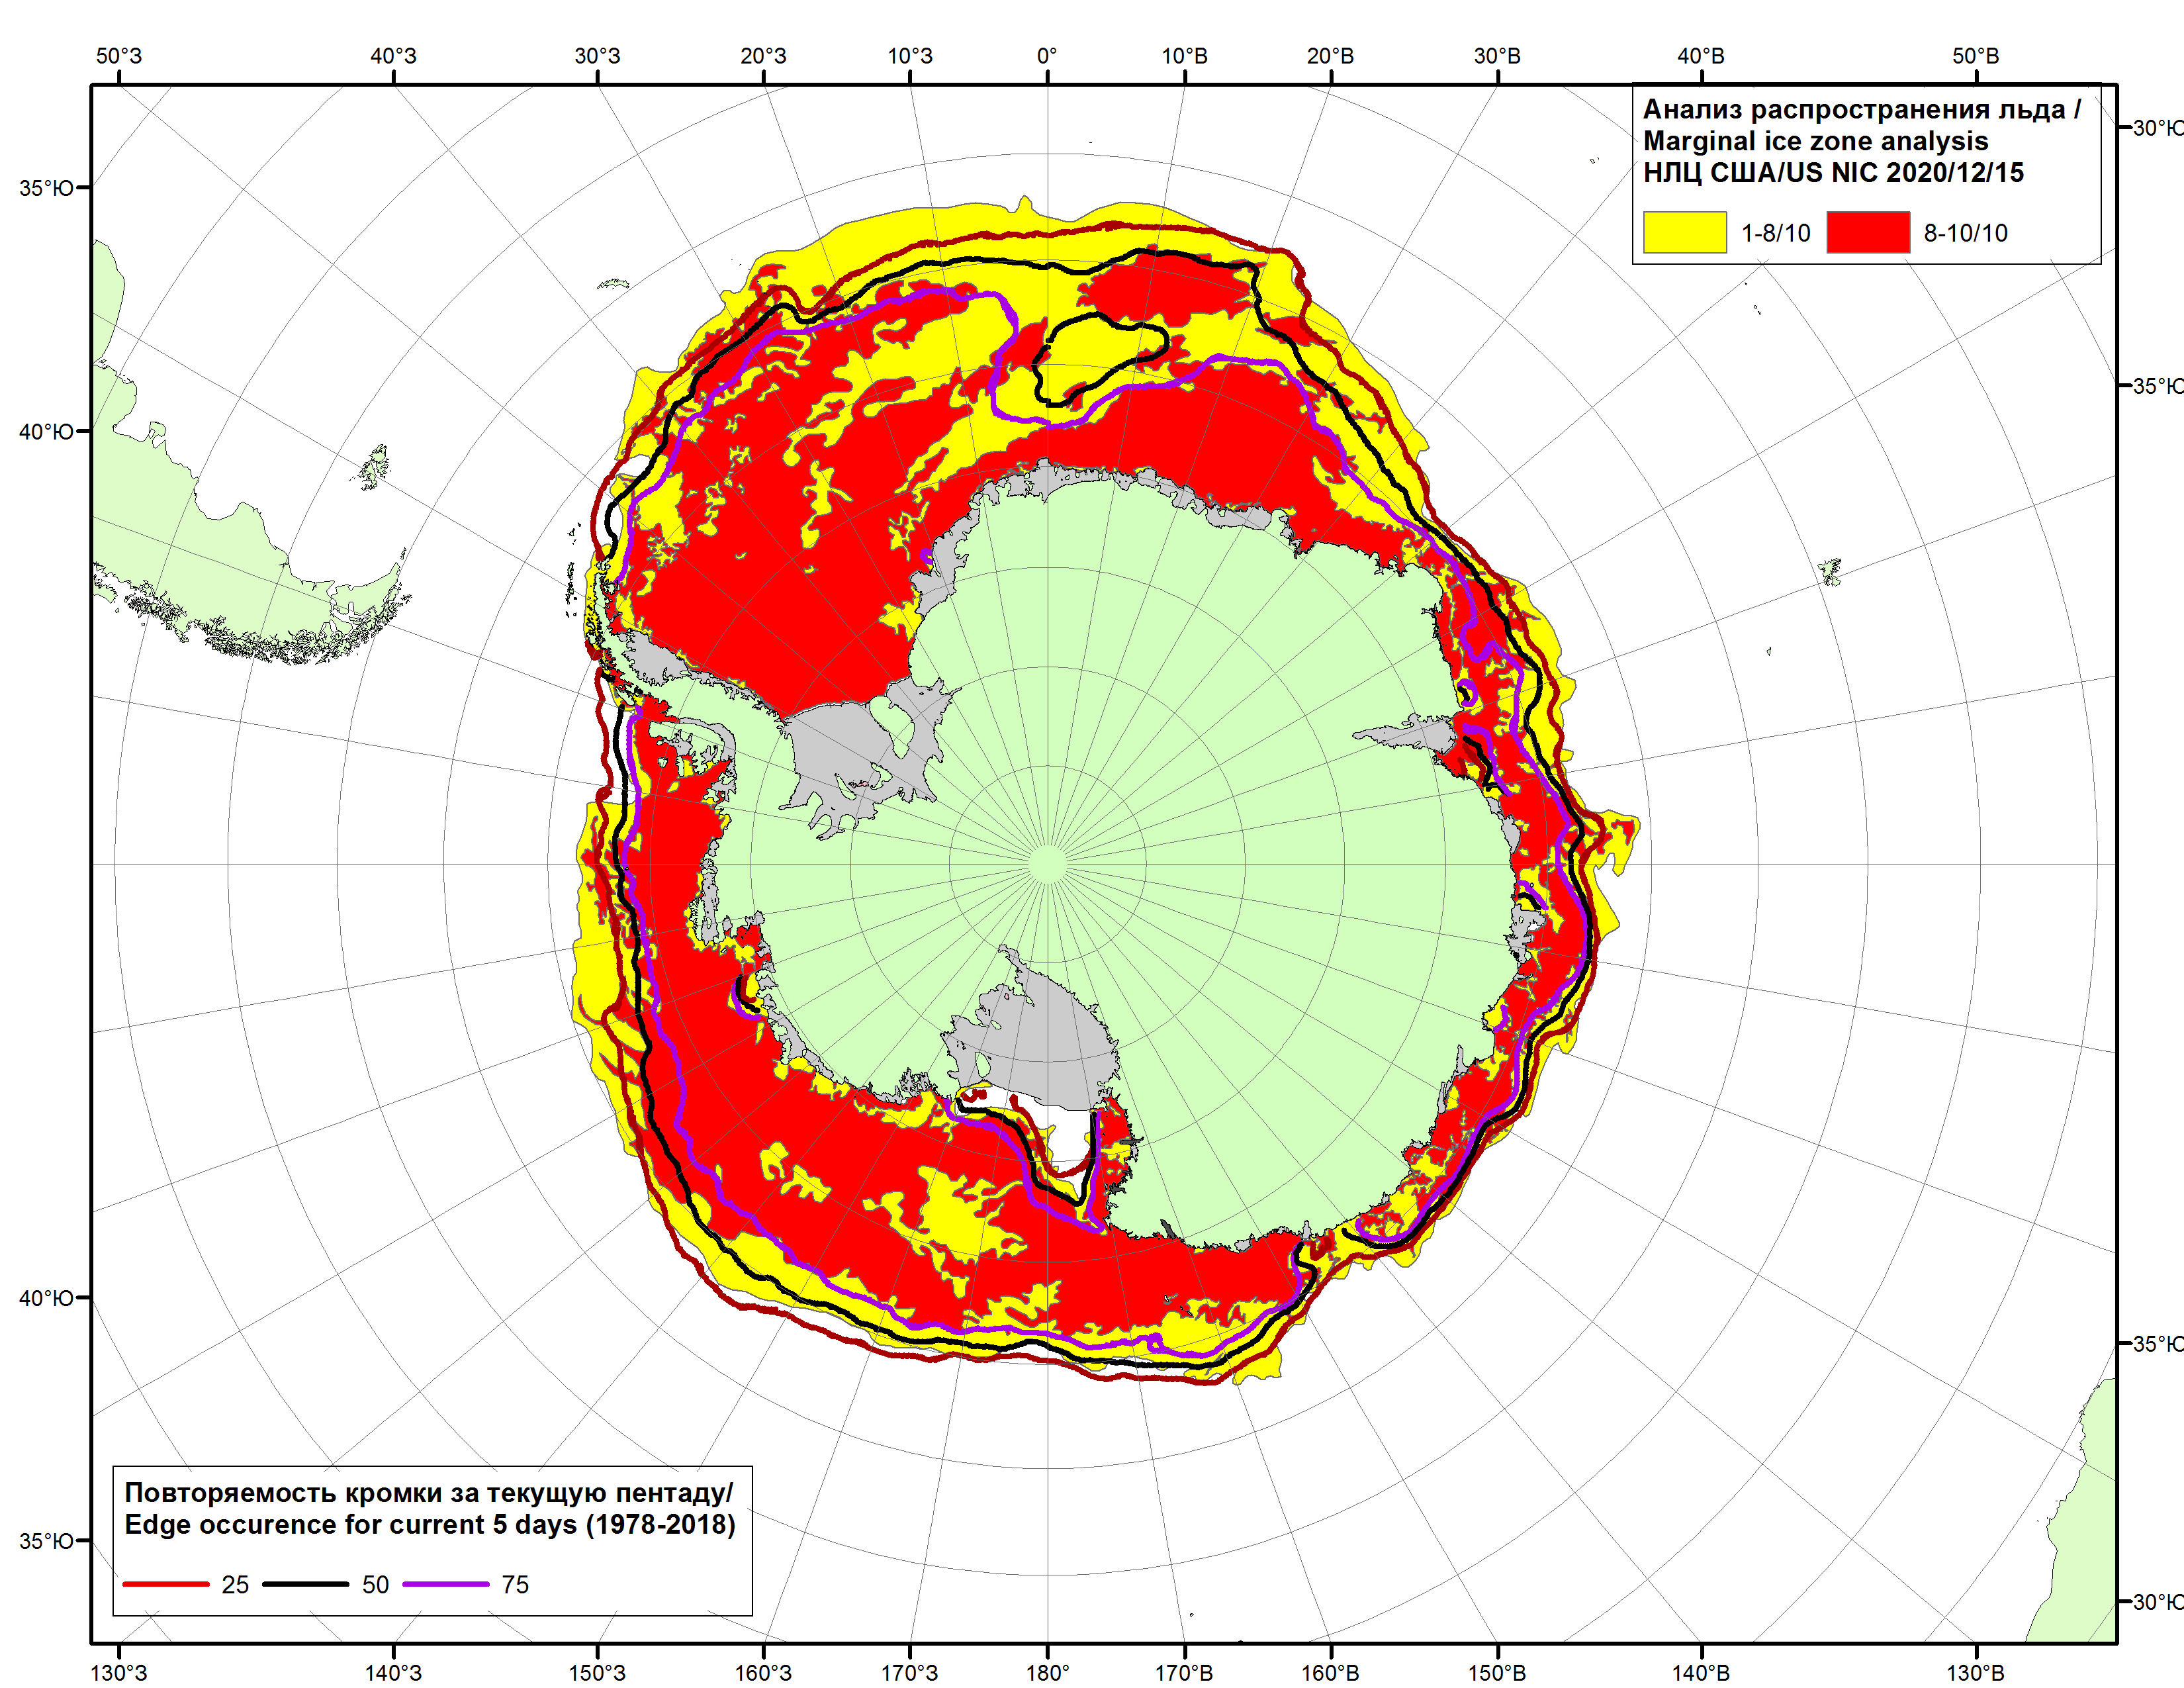 50°З 40°З 30°З 20°З 10°З 0° 10°В 20°В 30°В 40°В 50°В
Анализ распространения льда /
Marginal ice zone analysis
НЛЦ США/US NIC 2020/12/15
1-8/10 8-10/10
30°Ю
35°Ю
35°Ю
40°Ю
40°Ю
35°Ю
35°Ю
30°Ю
Повторяемость кромки за текущую пентаду/
Edge occurence for current 5 days (1978-2018)
25 50 75
130°З 140°З 150°З 160°З 170°З 180° 170°В 160°В 150°В 140°В 130°В